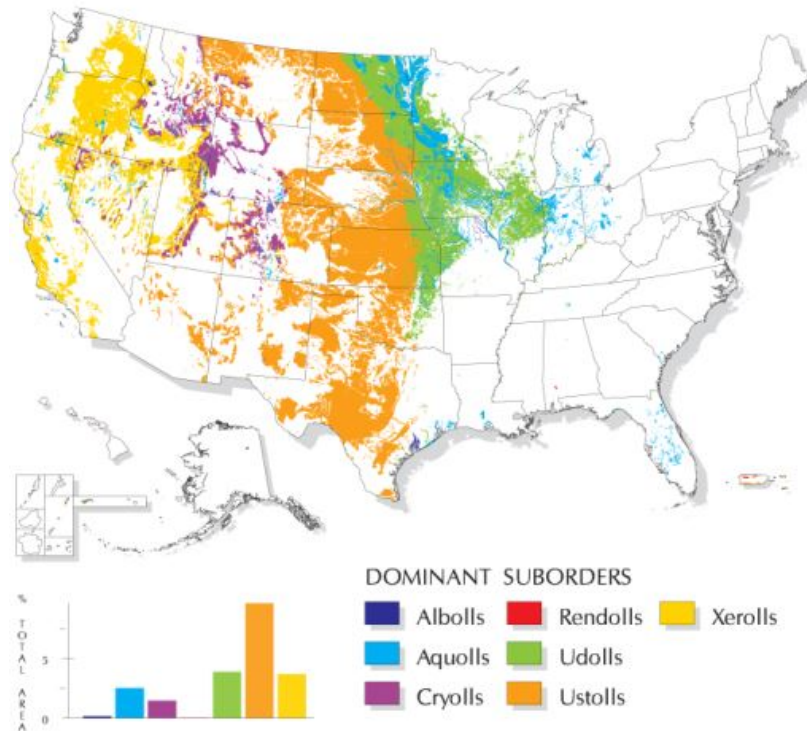 DOMINANT SUBORDERS
Albolls
Rendolls
Xerolls
Aquolls
Udolls
Cryolls
Ustolls
% TOTAL AREA
5
0